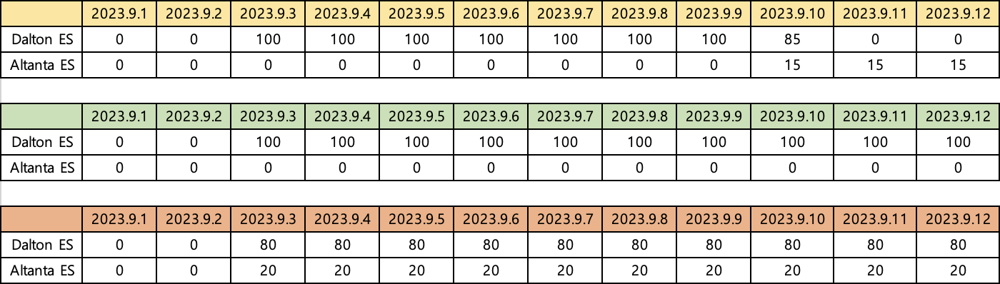 2023.9.1 2023.9.2 2023.9.3 2023.9.4 2023.9.5 2023.9.6 2023.9.7 2023.9.8 2023.9.9 2023.9.10 2023.9.11 2023.9.12
Dalton ES 0 0 100 100 100 100 100 100 100 85 0 0
Altanta ES 0 0 0 0 0 0 0 0 0 15 15 15
2023.9.1 2023.9.2 2023.9.3 2023.9.4 2023.9.5 2023.9.6 2023.9.7 2023.9.8 2023.9.9 2023.9.10 2023.9.11 2023.9.12
Dalton ES 0 0 100 100 100 100 100 100 100 100 100 100
Altanta ES 0 0 0 0 0 0 0 0 0 0 0 0
2023.9.1 2023.9.2 2023.9.3 2023.9.4 2023.9.5 2023.9.6 2023.9.7 2023.9.8 2023.9.9 2023.9.10 2023.9.11 2023.9.12
Dalton ES 0 0 80 80 80 80 80 80 80 80 80 80
Altanta ES 0 0 20 20 20 20 20 20 20 20 20 20